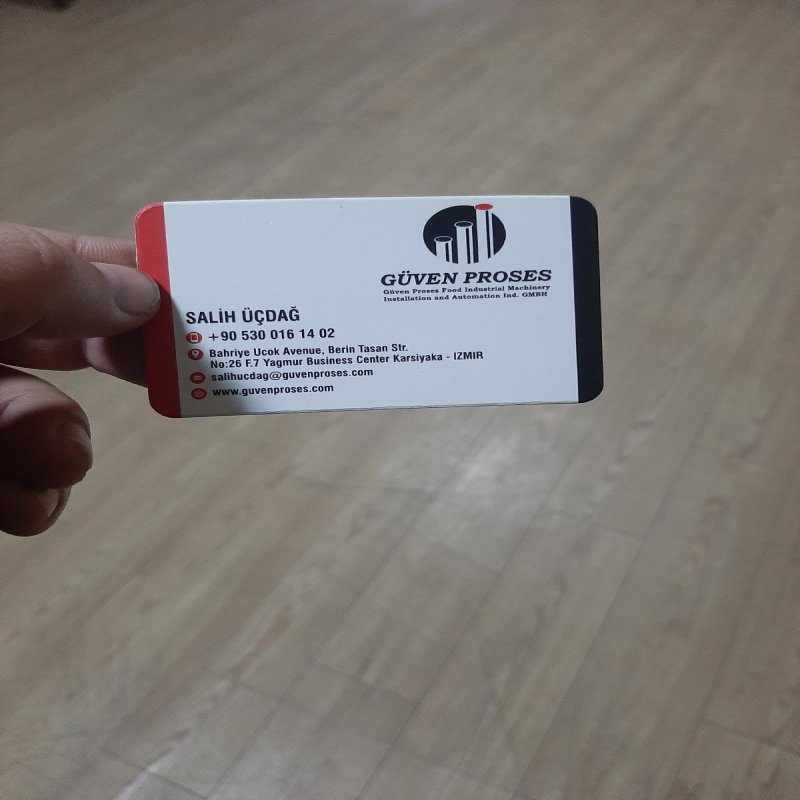 GÜVEN PROSES
Güven Proses Food Industrial Machinery
Installation and Automation Ind. GMBH
SALİH ÜÇDAĞ
+90 530 016 14 02
Bahriye Ucok Avenue, Berin Tasan Str.
No:26 F.7 Yagmur Business Center Karsiyaka - IZMIR
salihucdag@guvenproses.com
www.guvenproses.com